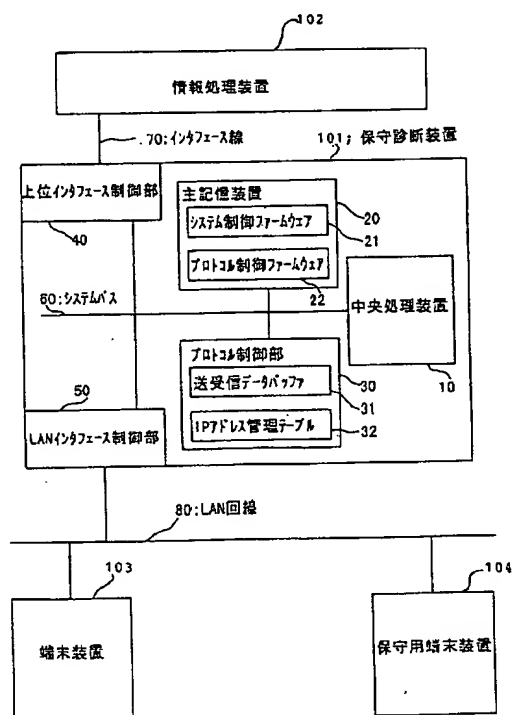 102
情報処理装置
70:インタフェース線
101; 保守診断装置
上位インタフェース制御部
40
主記信装置
20
システム制御ファームウェア
21
プロトコル制御ファームウェア
22
60:システムバス
中央処理装置
10
プロトコル制御部
30
送受信データバッファ
31
IPアドレス管理テーブル
32
50
LANインタフェース制御部
80:LAN回線
103
端末装置
104
保守用端末装置